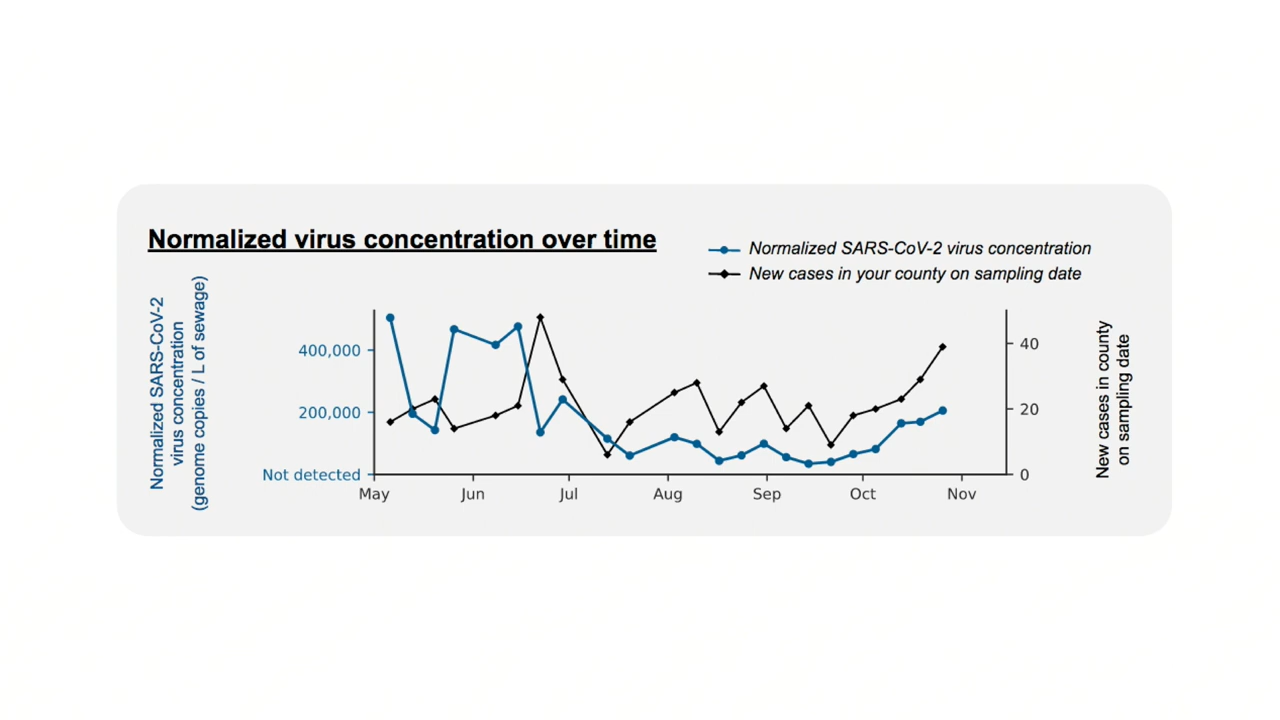 Normalized virus concentration over time
Normalized SARS-CoV-2 virus concentration
New cases in your county on sampling date
Normalized SARS-CoV-2
virus concentration
(genome copies / L of sewage)
400,000
200,000
Not detected
May Jun Jul Aug Sep Oct Nov
40
20
0
New cases in county
on sampling date